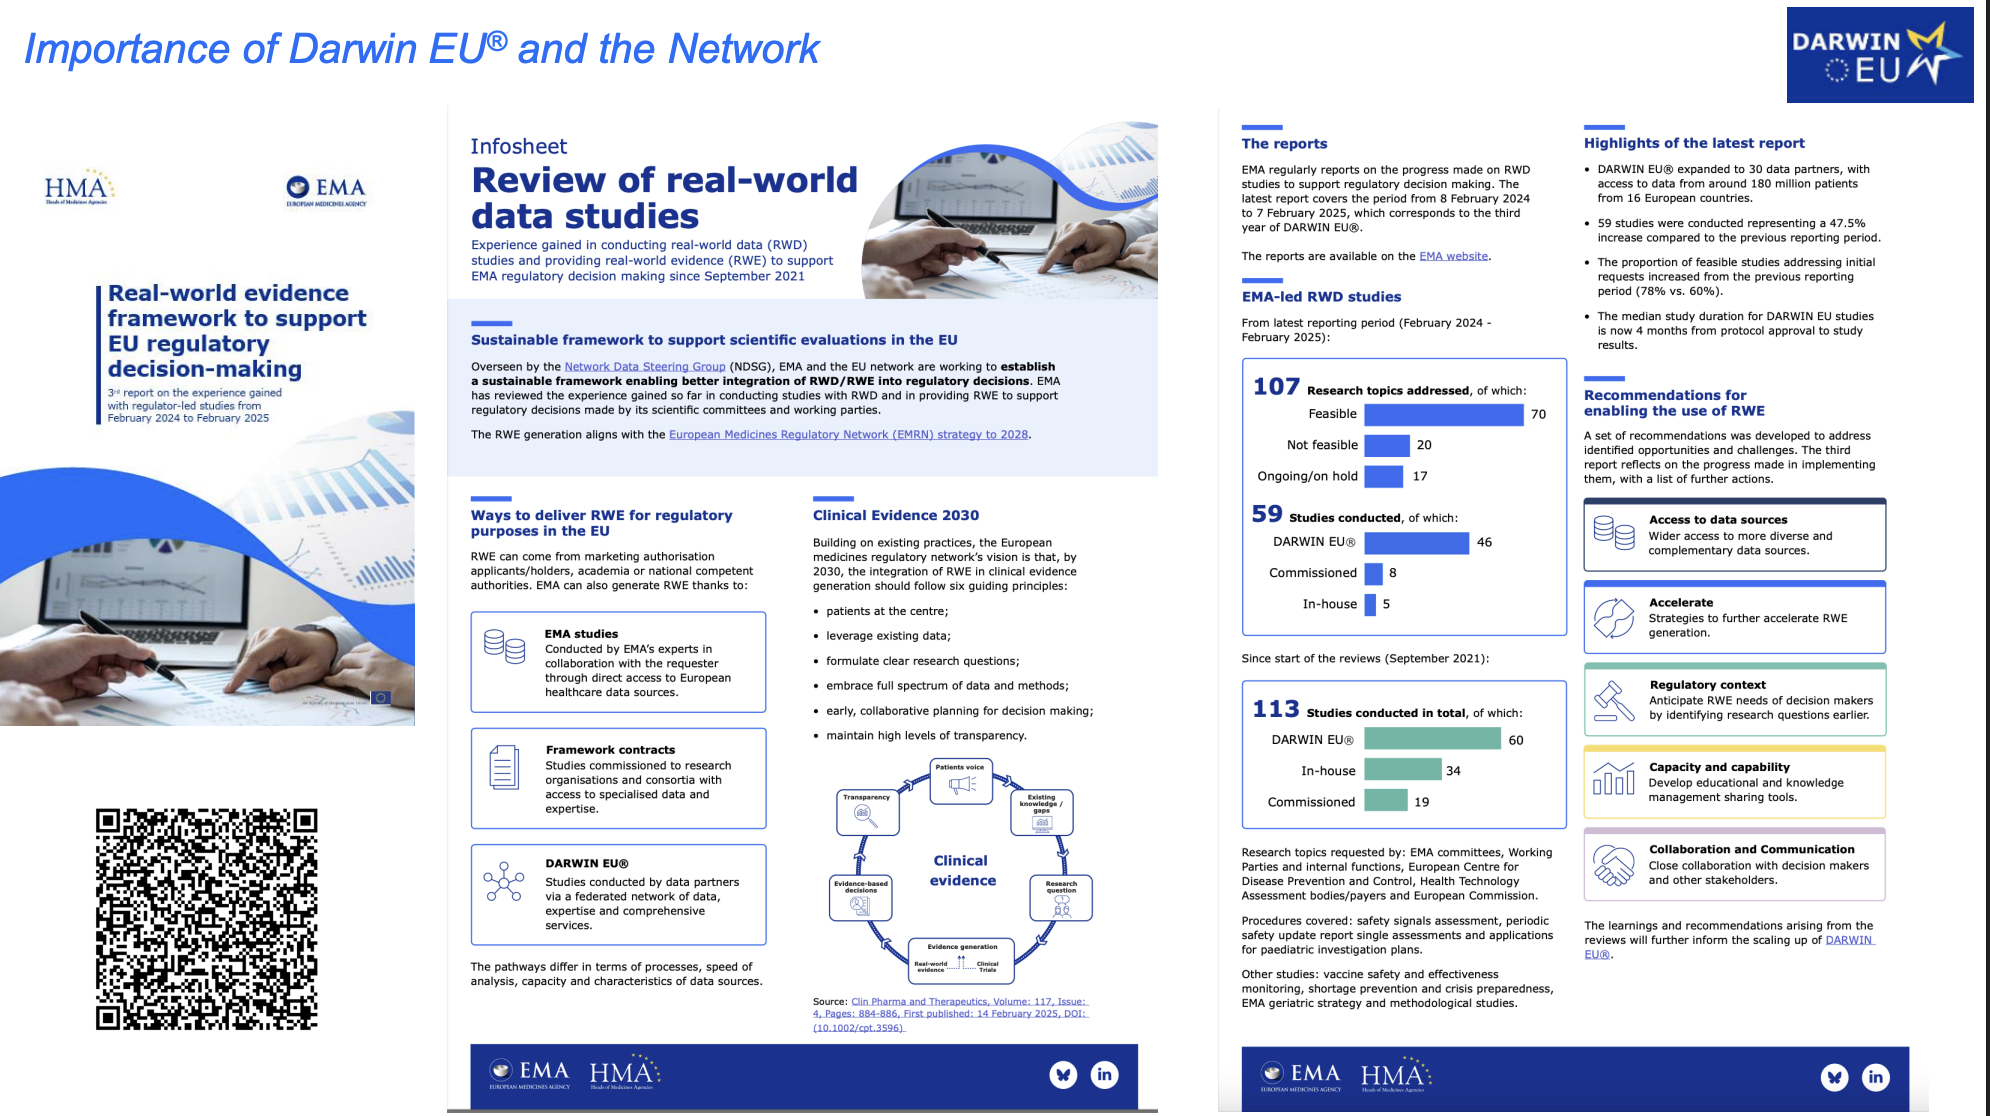 Importance of Darwin EU® and the Network
DARWIN
EU
HMA
Heads of Medicines Agencies
EMA
EUROPEAN MEDICINES AGENCY
Real-world evidence
framework to support
EU regulatory
decision-making
3rd report on the experience gained
with regulator-led studies from
February 2024 to February 2025
Infosheet
Review of real-world
data studies
Experience gained in conducting real-world data (RWD)
studies and providing real-world evidence (RWE) to support
EMA regulatory decision making since September 2021
Sustainable framework to support scientific evaluations in the EU
Overseen by the Network Data Steering Group (NDSG), EMA and the EU network are working to establish
a sustainable framework enabling better integration of RWD/RWE into regulatory decisions. EMA
has reviewed the experience gained so far in conducting studies with RWD and in providing RWE to support
regulatory decisions made by its scientific committees and working parties.
The RWE generation aligns with the European Medicines Regulatory Network (EMRN) strategy to 2028.
Ways to deliver RWE for regulatory
purposes in the EU
RWE can come from marketing authorisation
applicants/holders, academia or national competent
authorities. EMA can also generate RWE thanks to:
EMA studies
Conducted by EMA's experts in
collaboration with the requester
through direct access to European
healthcare data sources.
Framework contracts
Studies commissioned to research
organisations and consortia with
access to specialised data and
expertise.
DARWIN EU®
Studies conducted by data partners
via a federated network of data,
expertise and comprehensive
services.
The pathways differ in terms of processes, speed of
analysis, capacity and characteristics of data sources.
Clinical Evidence 2030
Building on existing practices, the European
medicines regulatory network's vision is that, by
2030, the integration of RWE in clinical evidence
generation should follow six guiding principles:
• patients at the centre;
• leverage existing data;
• formulate clear research questions;
• embrace full spectrum of data and methods;
• early, collaborative planning for decision making;
• maintain high levels of transparency.
Patients voice
Existing
knowledge /
gaps
Research
question
Evidence generation
Real-world
evidence
Clinical
Trials
Evidence-based
decisions
Transparency
Clinical
evidence
Source: Clin Pharma and Therapeutics, Volume: 117, Issue:
4, Pages: 884-886, First published: 14 February 2025, DOI:
(10.1002/cpt.3596)
EMA
EUROPEAN MEDICINES AGENCY
HMA
Heads of Medicines Agencies
in
The reports
EMA regularly reports on the progress made on RWD
studies to support regulatory decision making. The
latest report covers the period from 8 February 2024
to 7 February 2025, which corresponds to the third
year of DARWIN EU®.
The reports are available on the EMA website.
EMA-led RWD studies
From latest reporting period (February 2024 -
February 2025):
107 Research topics addressed, of which:
Feasible 70
Not feasible 20
Ongoing/on hold 17
59 Studies conducted, of which:
DARWIN EU® 46
Commissioned 8
In-house 5
Since start of the reviews (September 2021):
113 Studies conducted in total, of which:
DARWIN EU® 60
In-house 34
Commissioned 19
Research topics requested by: EMA committees, Working
Parties and internal functions, European Centre for
Disease Prevention and Control, Health Technology
Assessment bodies/payers and European Commission.
Procedures covered: safety signals assessment, periodic
safety update report single assessments and applications
for paediatric investigation plans.
Other studies: vaccine safety and effectiveness
monitoring, shortage prevention and crisis preparedness,
EMA geriatric strategy and methodological studies.
Highlights of the latest report
• DARWIN EU® expanded to 30 data partners, with
access to data from around 180 million patients
from 16 European countries.
• 59 studies were conducted representing a 47.5%
increase compared to the previous reporting period.
• The proportion of feasible studies addressing initial
requests increased from the previous reporting
period (78% vs. 60%).
• The median study duration for DARWIN EU studies
is now 4 months from protocol approval to study
results.
Recommendations for
enabling the use of RWE
A set of recommendations was developed to address
identified opportunities and challenges. The third
report reflects on the progress made in implementing
them, with a list of further actions.
Access to data sources
Wider access to more diverse and
complementary data sources.
Accelerate
Strategies to further accelerate RWE
generation.
Regulatory context
Anticipate RWE needs of decision makers
by identifying research questions earlier.
Capacity and capability
Develop educational and knowledge
management sharing tools.
Collaboration and Communication
Close collaboration with decision makers
and other stakeholders.
The learnings and recommendations arising from the
reviews will further inform the scaling up of DARWIN
EU®.
EMA
EUROPEAN MEDICINES AGENCY
HMA
Heads of Medicines Agencies
in